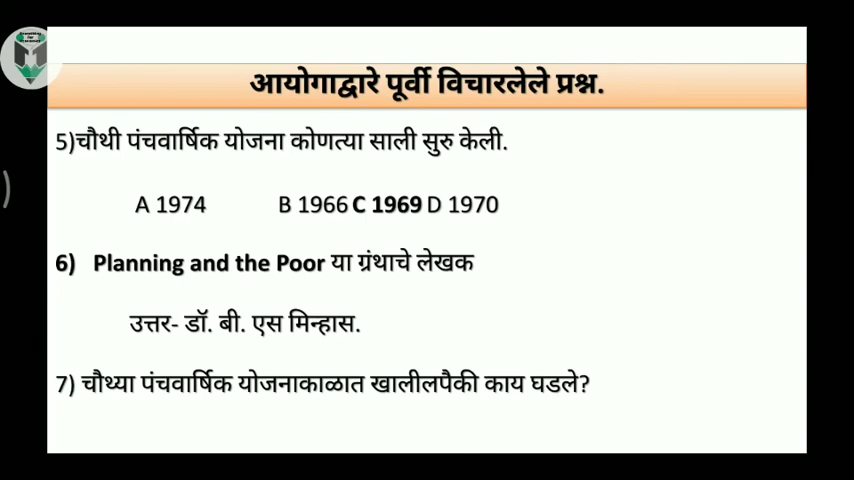 आयोगाद्वारे पूर्वी विचारलेले प्रश्न.
5)चौथी पंचवार्षिक योजना कोणत्या साली सुरु केली.
A 1974 B 1966 C 1969 D 1970
6) Planning and the Poor या ग्रंथाचे लेखक
उत्तर- डॉ. बी. एस मिन्हास.
7) चौथ्या पंचवार्षिक योजनाकाळात खालीलपैकी काय घडले?